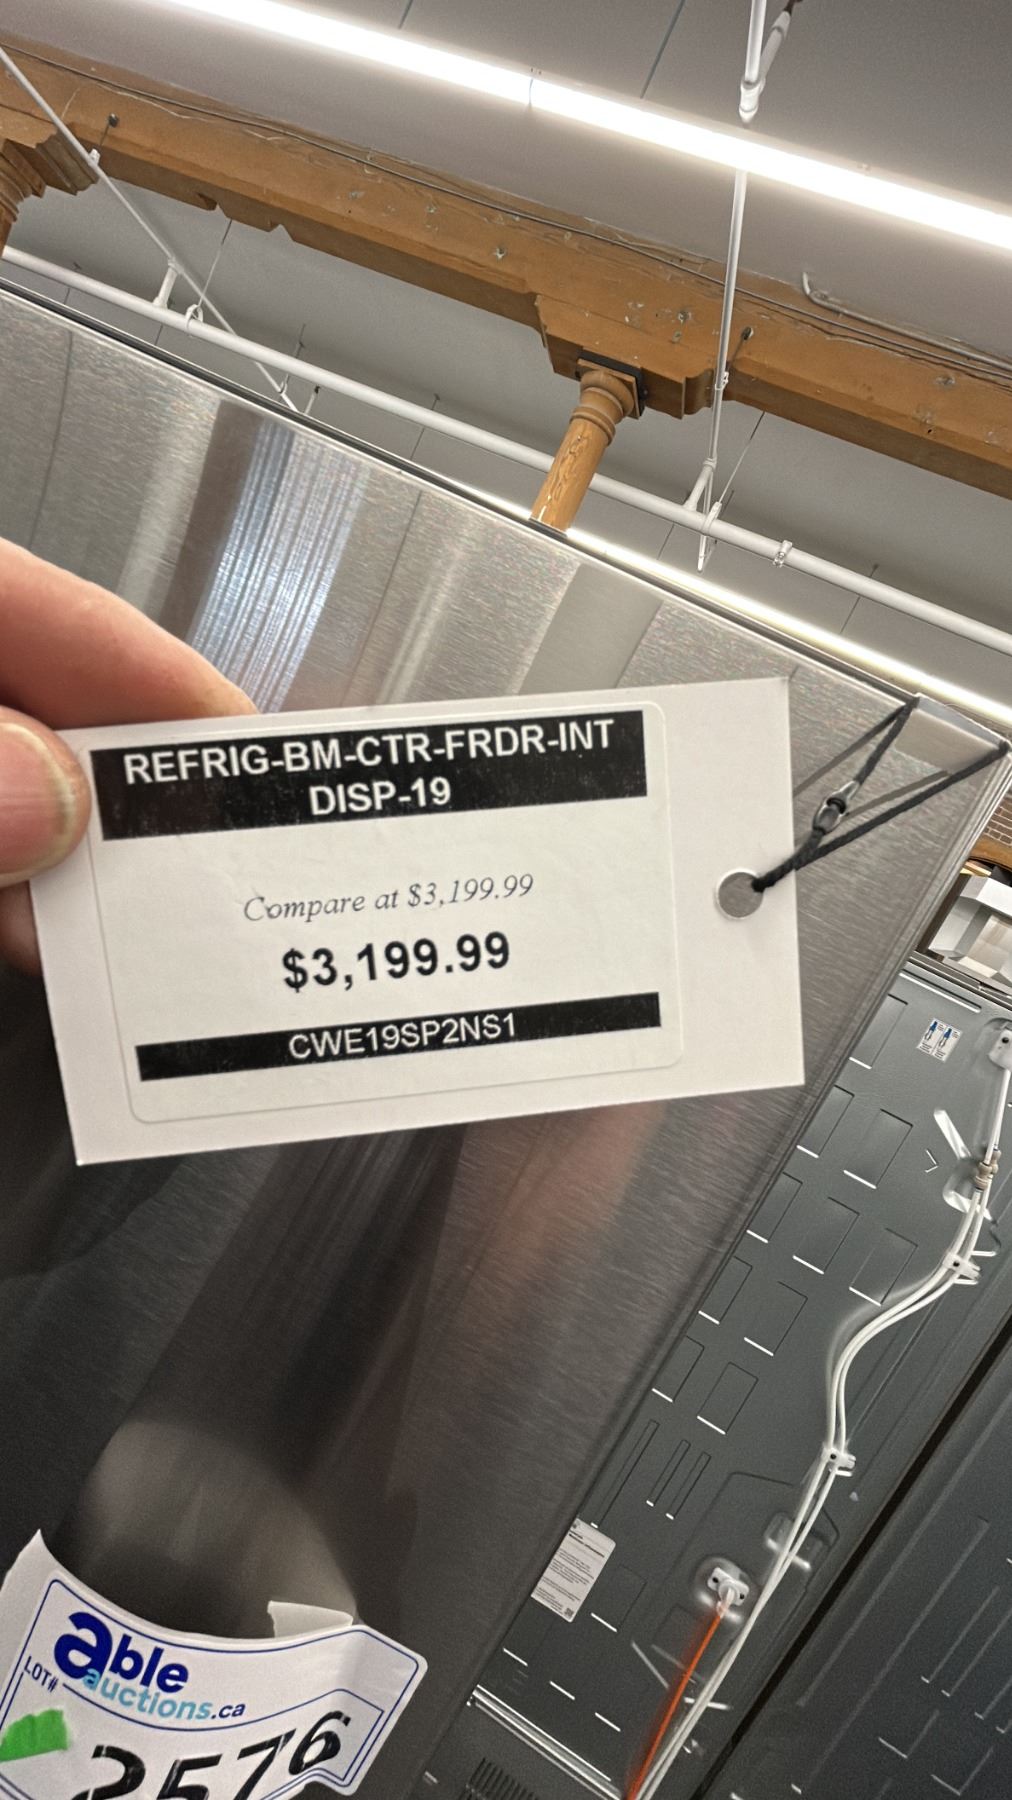 REFRIG-BM-CTR-FRDR-INT
DISP-19
Compare at $3,199.99
$3,199.99
CWE19SP2NS1
able
auctions.ca
LOT#
2576